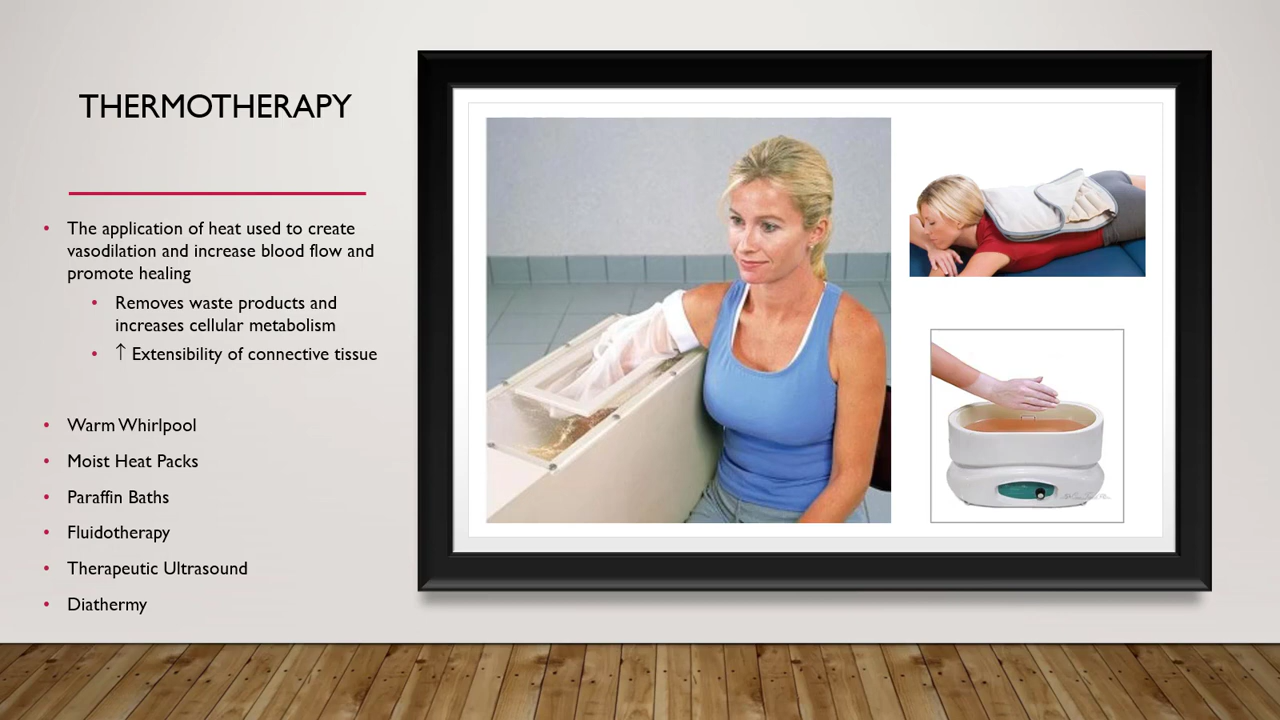 THERMOTHERAPY
• The application of heat used to create
vasodilation and increase blood flow and
promote healing
• Removes waste products and
increases cellular metabolism
• ↑ Extensibility of connective tissue
• Warm Whirlpool
• Moist Heat Packs
• Paraffin Baths
• Fluidotherapy
• Therapeutic Ultrasound
• Diathermy